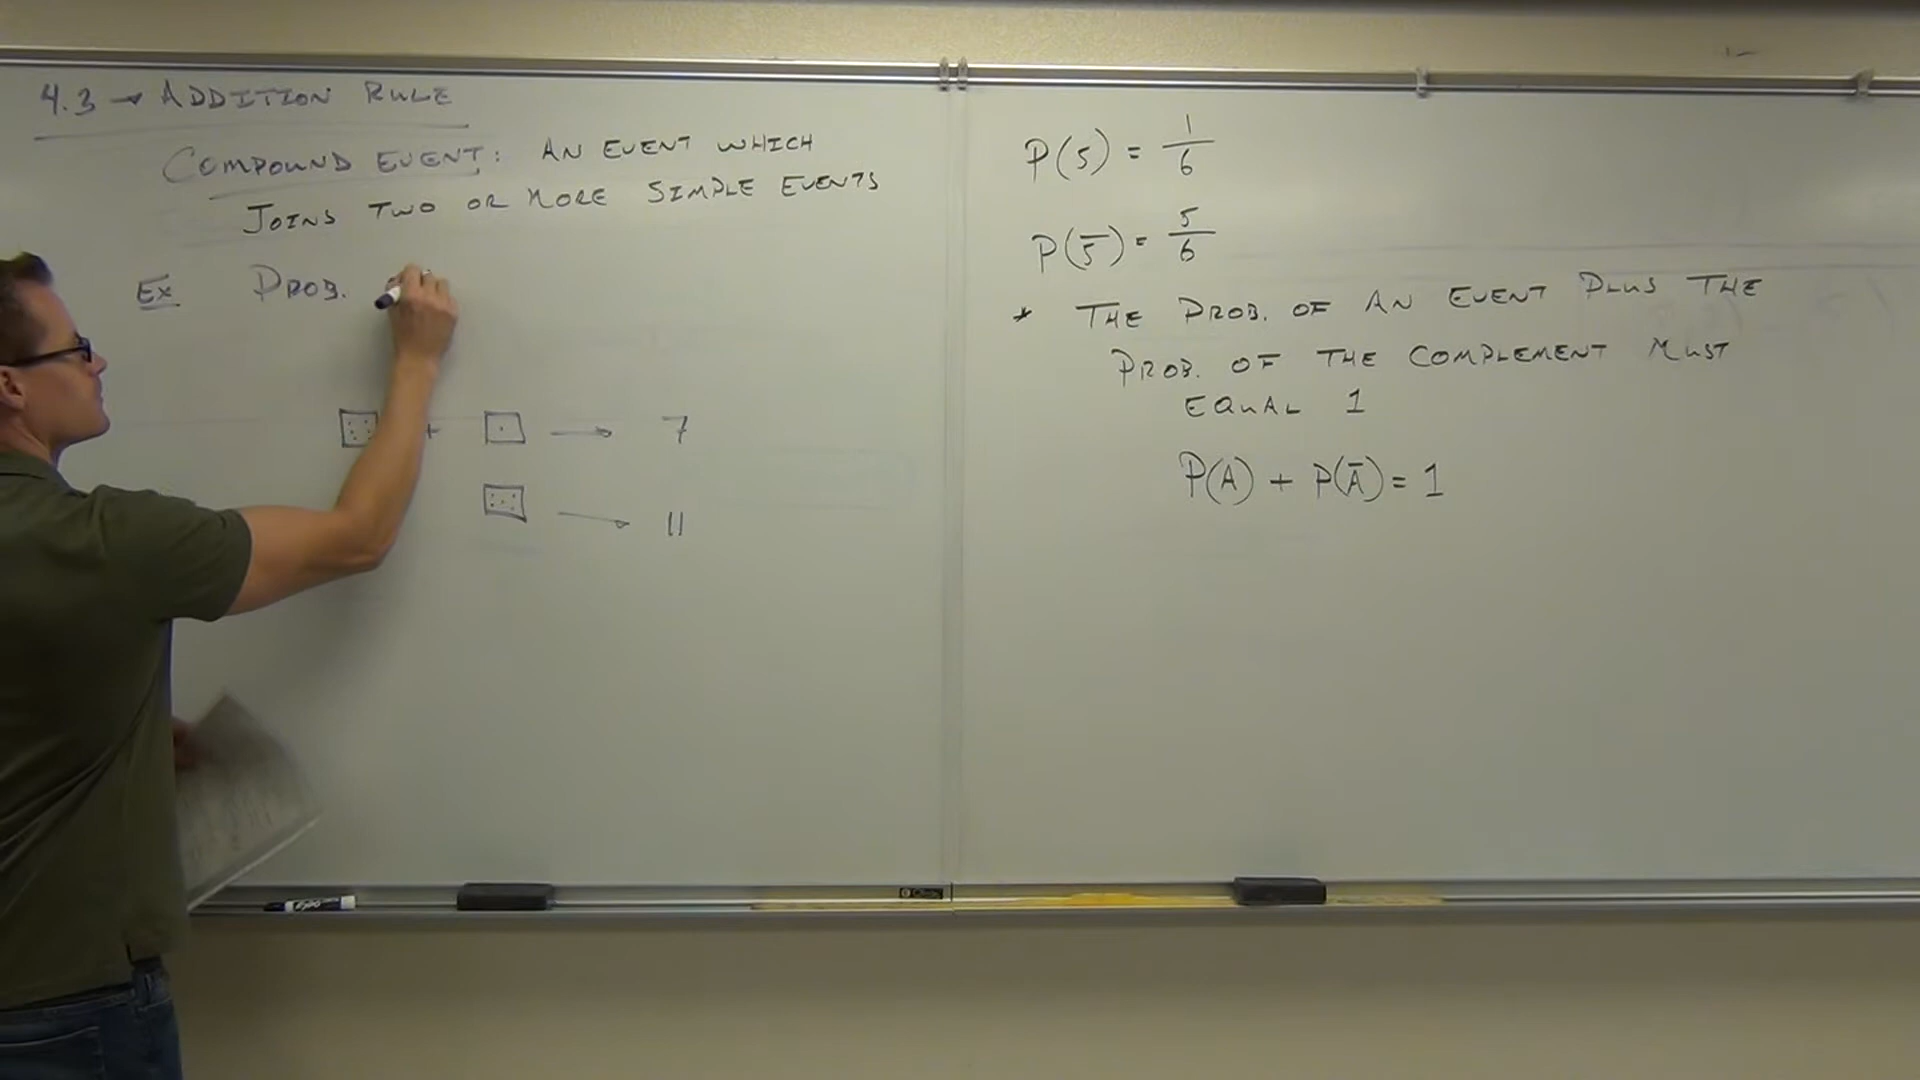 4.3 → ADDITION RULE
COMPOUND EVENT: AN EVENT WHICH
JOINS TWO OR MORE SIMPLE EVENTS
EX PROB.
+ → 7
→ 11
P(5) = 1/6
P(5̅) = 5/6
* THE PROB. OF AN EVENT PLUS THE
PROB. OF THE COMPLEMENT MUST
EQUAL 1
P(A) + P(A̅) = 1